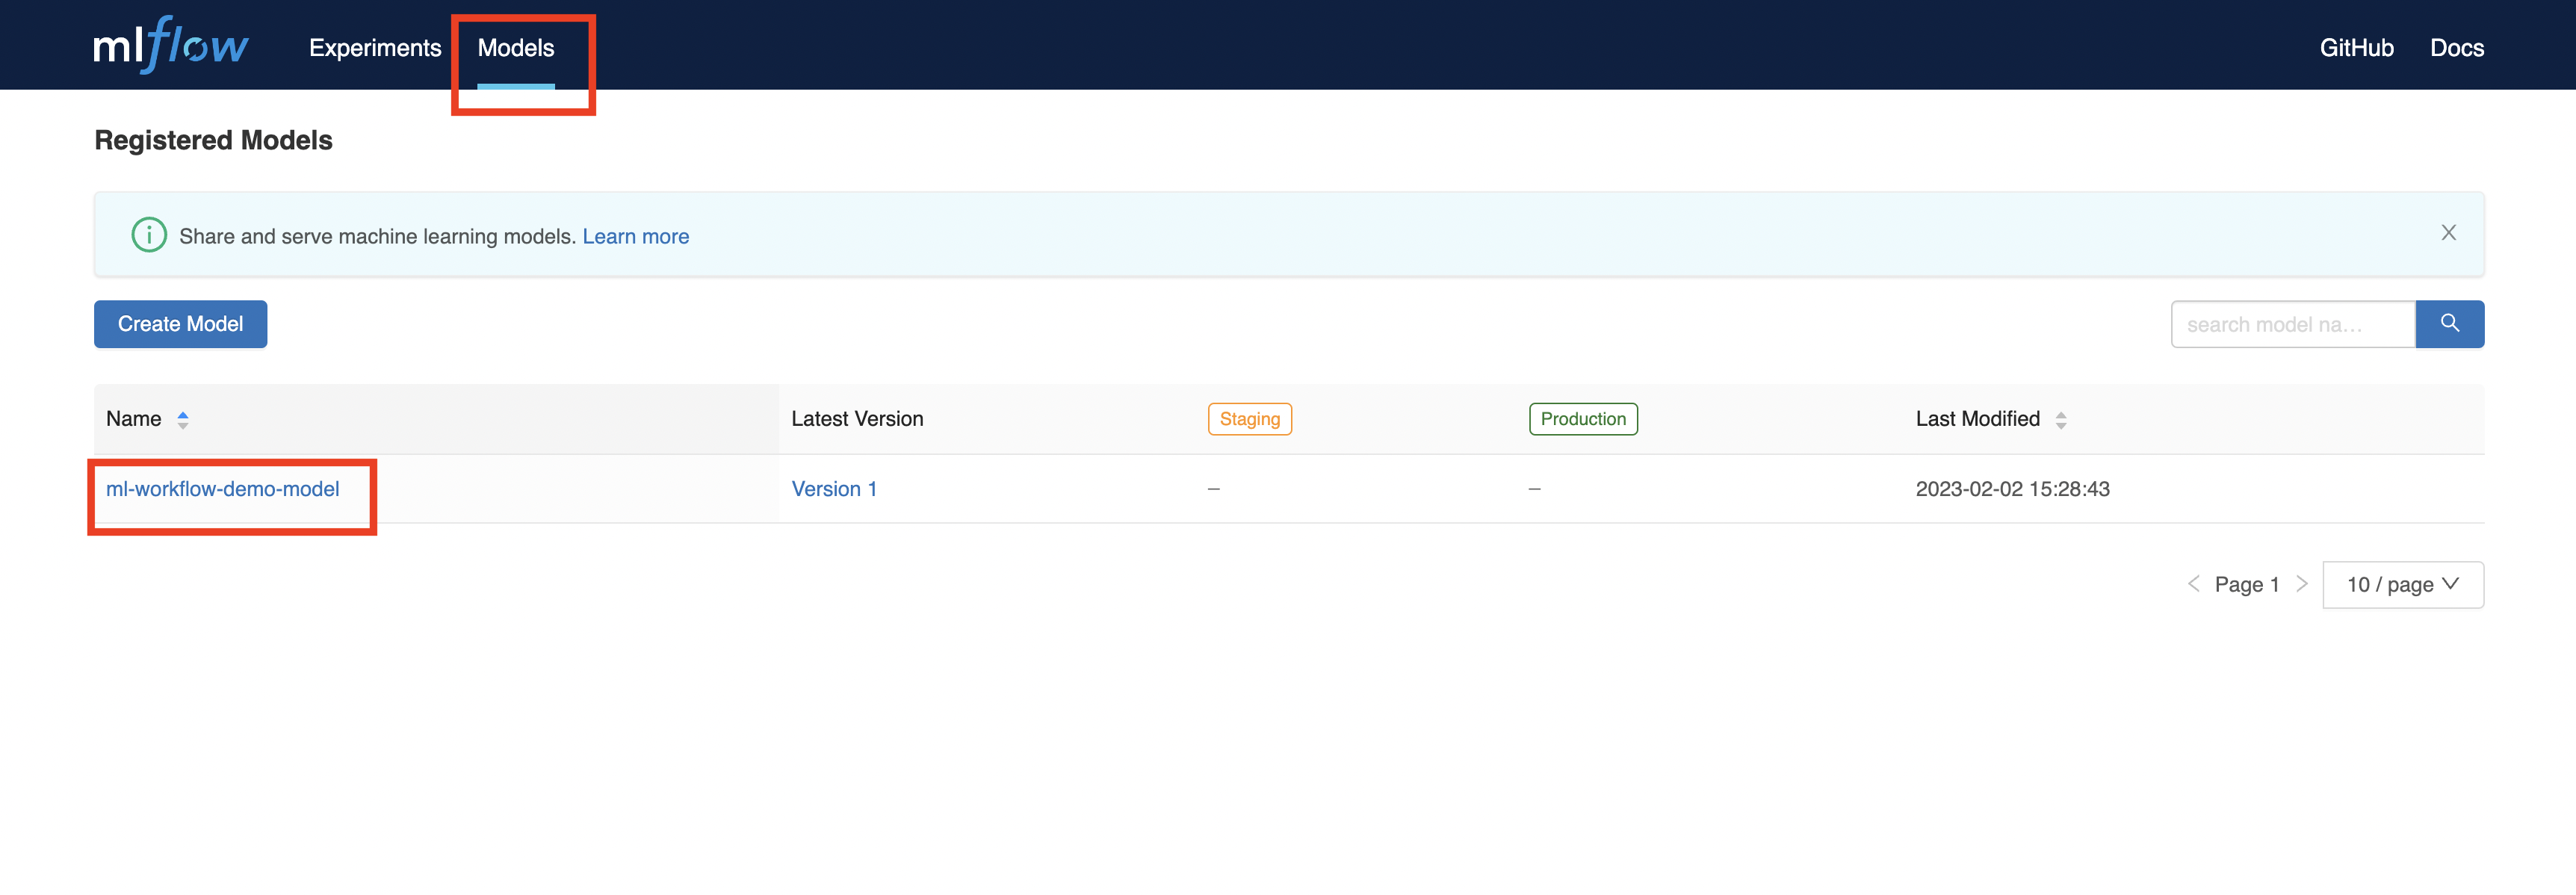 mlflow Experiments Models GitHub Docs
Registered Models
Share and serve machine learning models. Learn more
Create Model search model na...
Name Latest Version Staging Production Last Modified
ml-workflow-demo-model Version 1 – – 2023-02-02 15:28:43
Page 1 10 / page